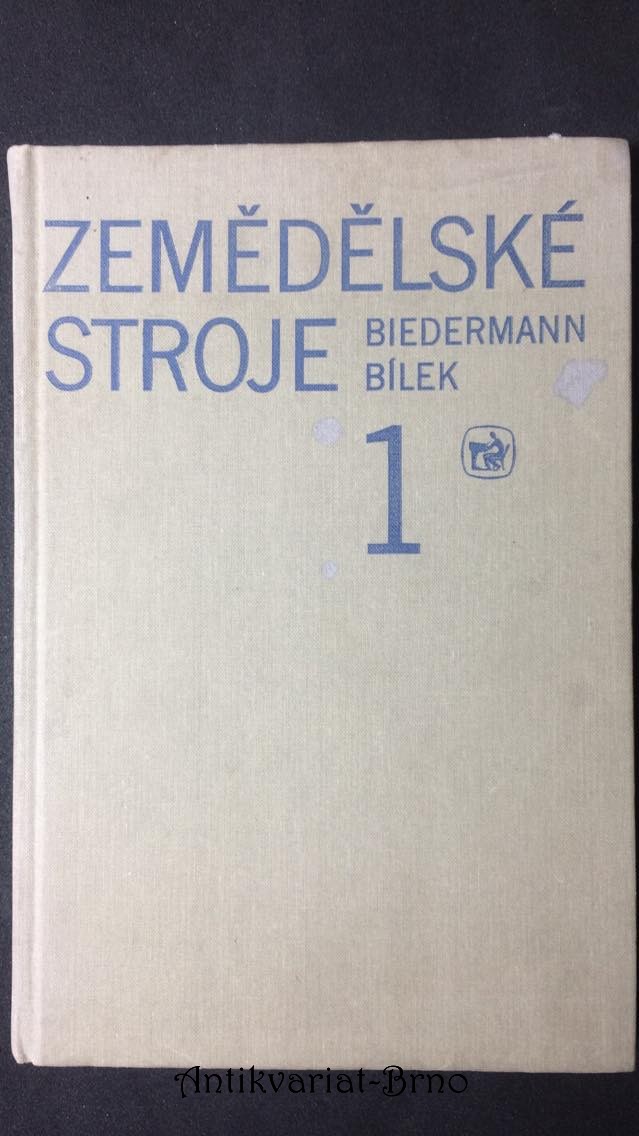 ZEMĚDĚLSKÉ
STROJE
BIEDERMANN
BÍLEK
1
Antikvariat-Brno